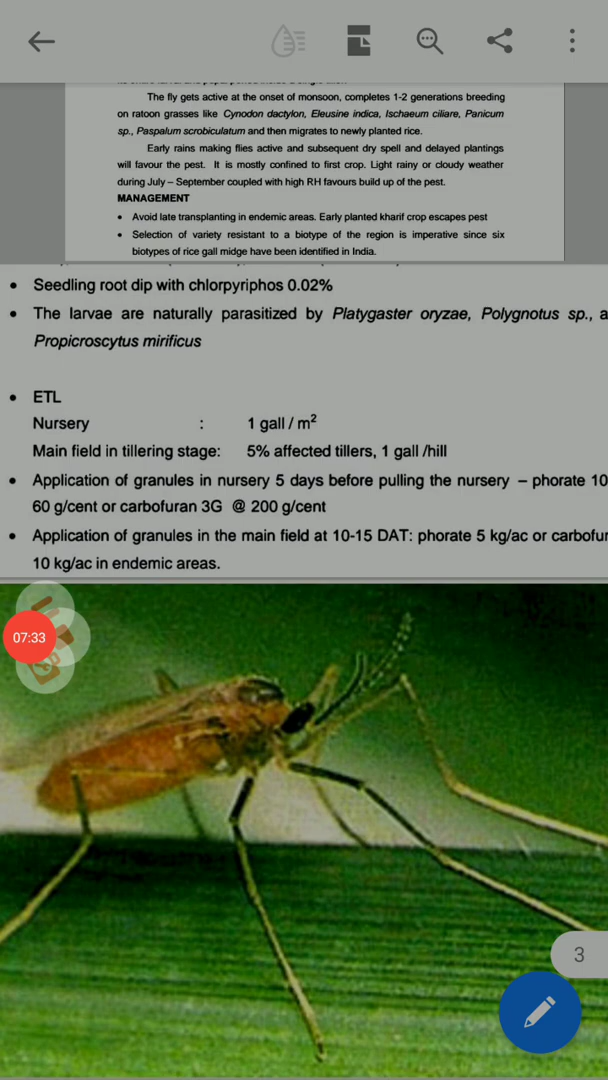 The fly gets active at the onset of monsoon, completes 1-2 generations breeding
on ratoon grasses like Cynodon dactylon, Eleusine indica, Ischaeum ciliare, Panicum
sp., Paspalum scrobiculatum and then migrates to newly planted rice.
Early rains making flies active and subsequent dry spell and delayed plantings
will favour the pest. It is mostly confined to first crop. Light rainy or cloudy weather
during July – September coupled with high RH favours build up of the pest.
MANAGEMENT
• Avoid late transplanting in endemic areas. Early planted kharif crop escapes pest
• Selection of variety resistant to a biotype of the region is imperative since six
biotypes of rice gall midge have been identified in India.
• Seedling root dip with chlorpyriphos 0.02%
• The larvae are naturally parasitized by Platygaster oryzae, Polygnotus sp., a
Propicroscytus mirificus
• ETL
Nursery : 1 gall / m²
Main field in tillering stage: 5% affected tillers, 1 gall /hill
• Application of granules in nursery 5 days before pulling the nursery – phorate 10
60 g/cent or carbofuran 3G @ 200 g/cent
• Application of granules in the main field at 10-15 DAT: phorate 5 kg/ac or carbofur
10 kg/ac in endemic areas.
07:33
3